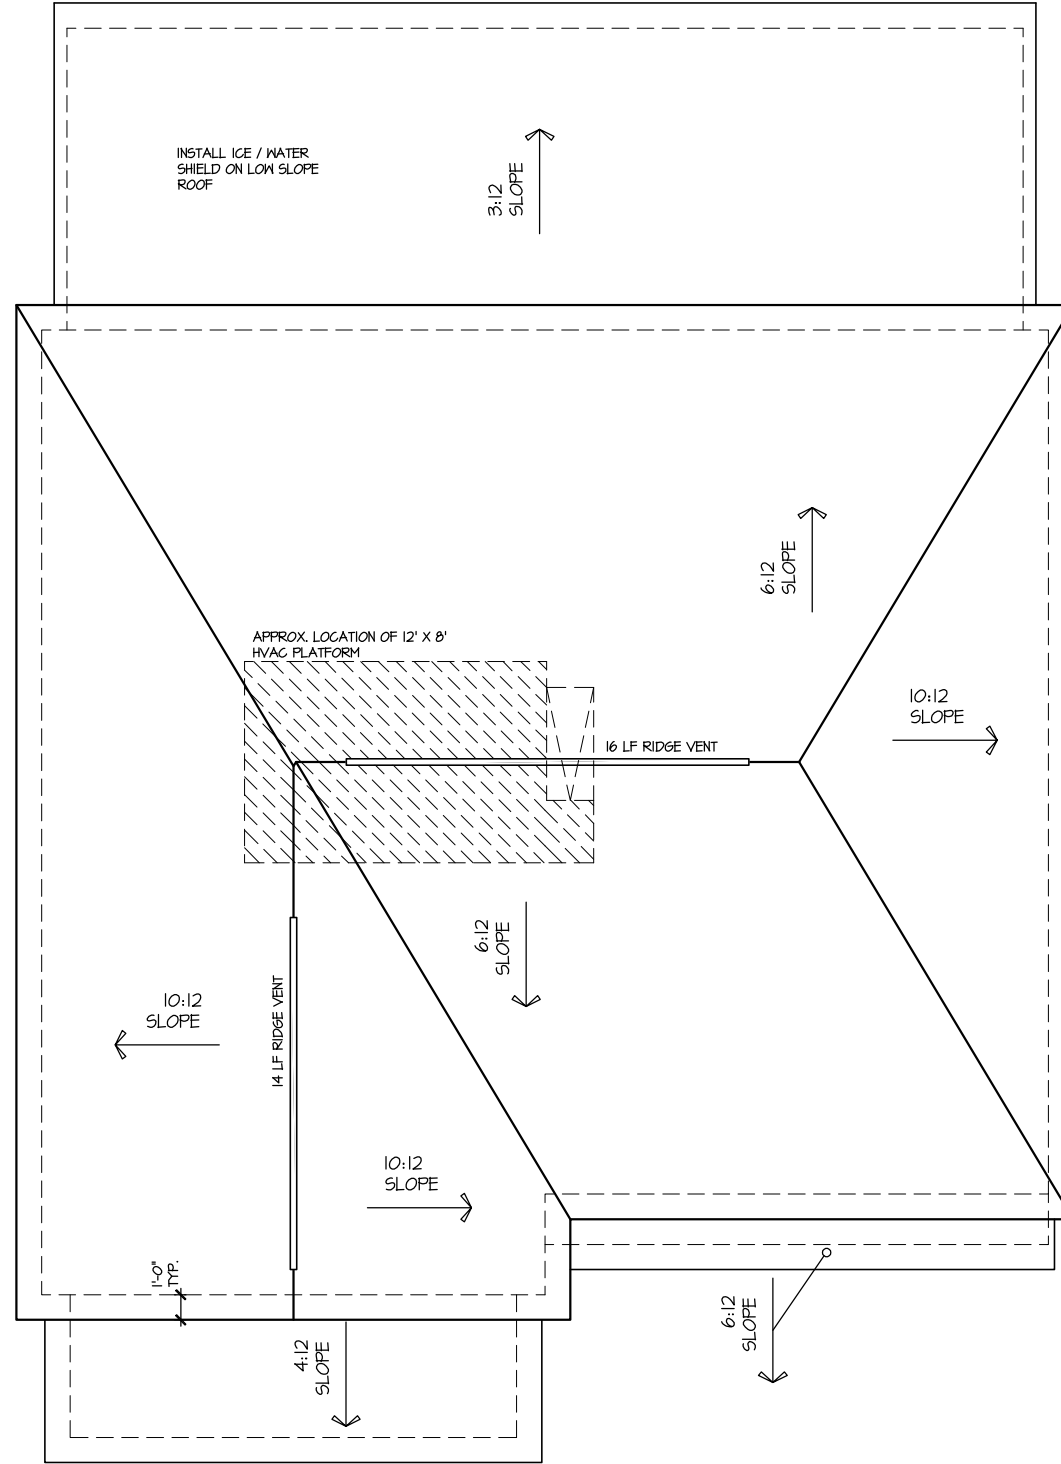 INSTALL ICE / WATER
SHIELD ON LOW SLOPE
ROOF
3:12
SLOPE
6:12
SLOPE
APPROX. LOCATION OF 12' X 8'
HVAC PLATFORM
10:12
SLOPE
16 LF RIDGE VENT
6:12
SLOPE
10:12
SLOPE
14 LF RIDGE VENT
10:12
SLOPE
1'-0"
TYP.
6:12
SLOPE
4:12
SLOPE